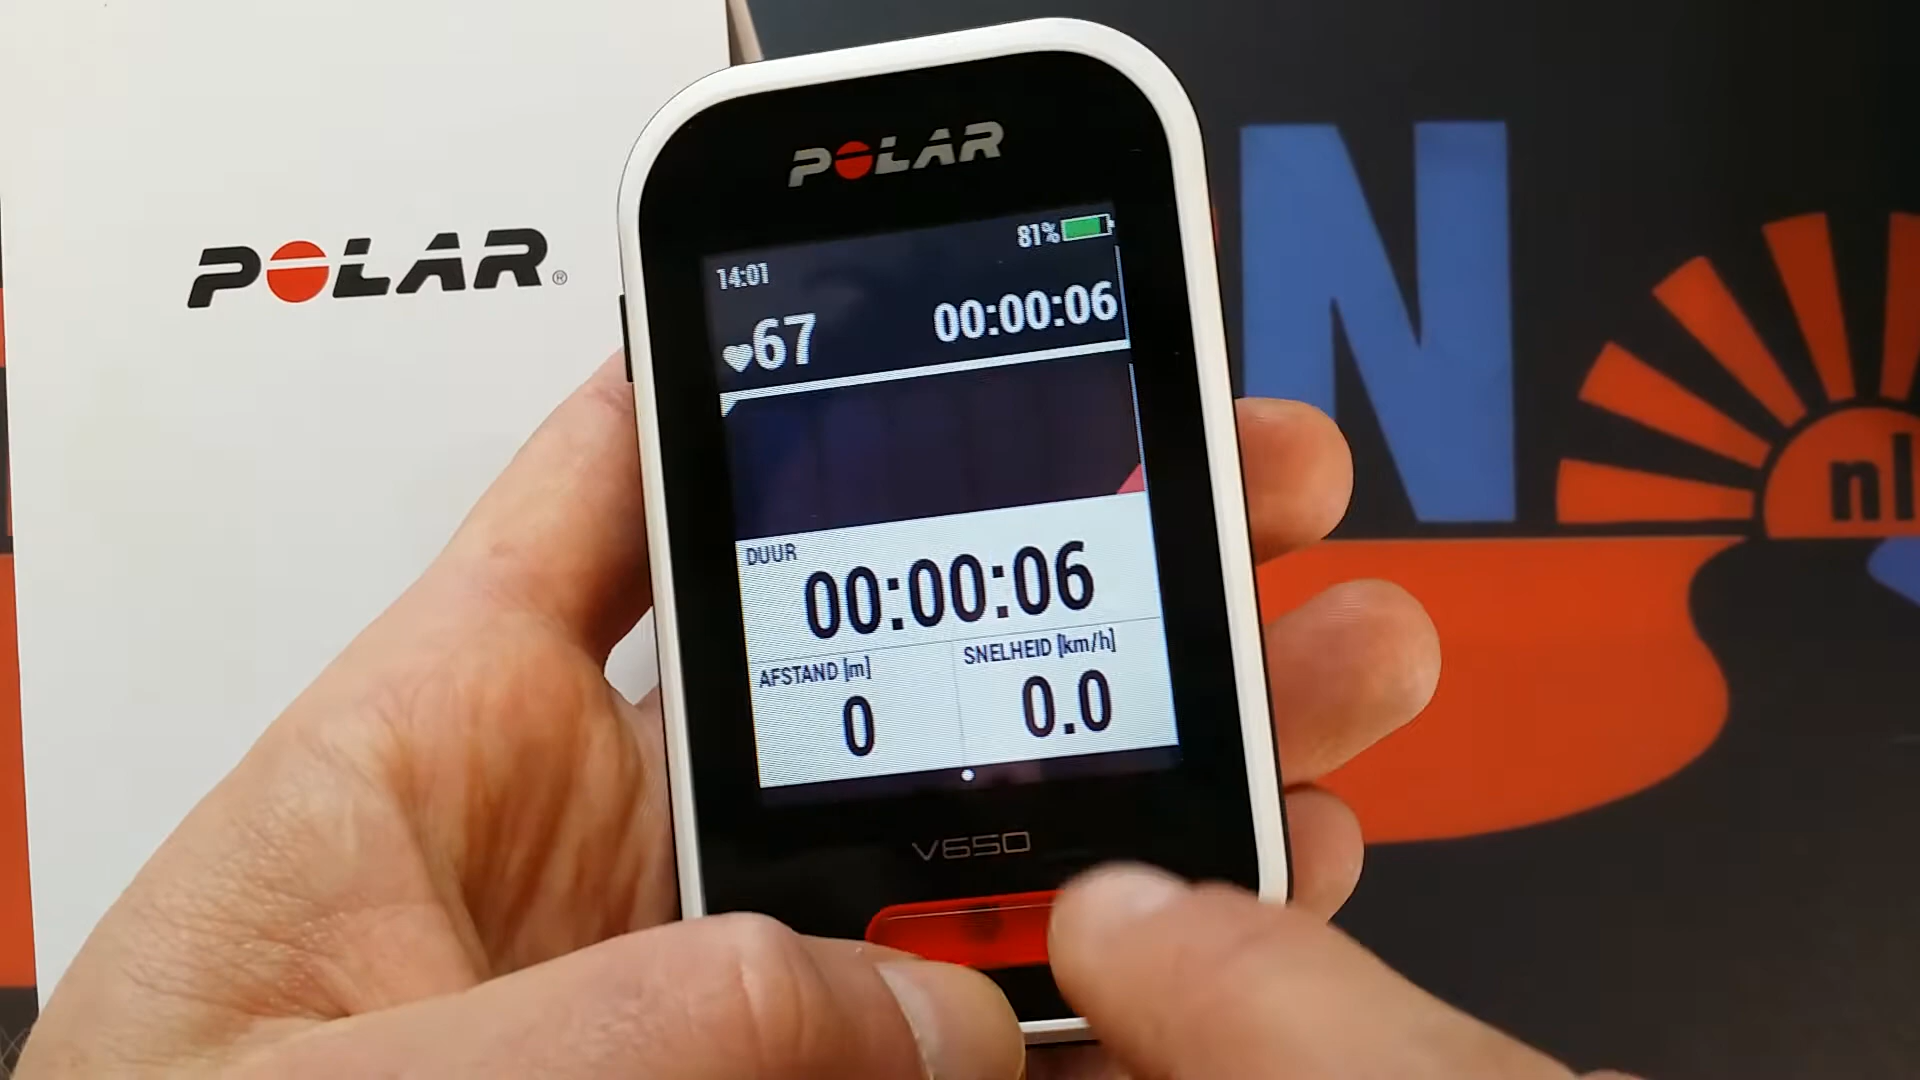 POLAR®
POLAR
81%
14:01
67
00:00:06
DUUR
00:00:06
AFSTAND [m]
SNELHEID [km/h]
0
0.0
V650
N
nl